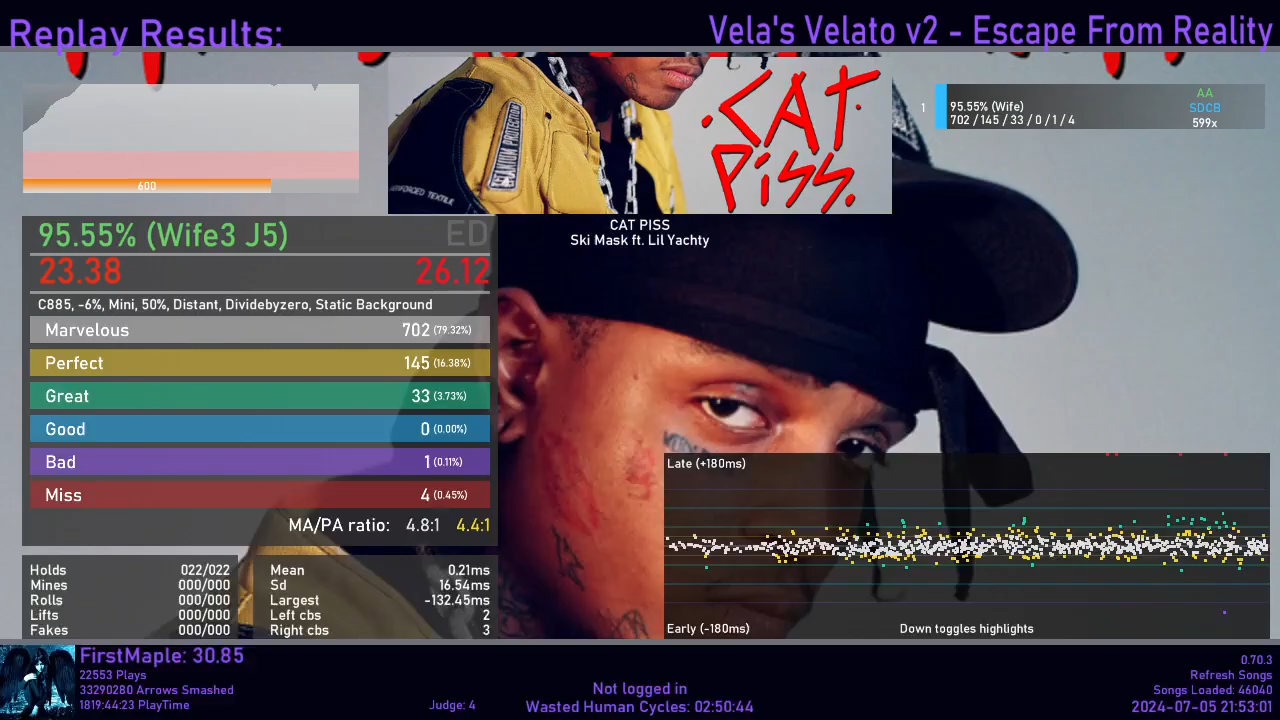 Replay Results:
Vela's Velato v2 - Escape From Reality
600
TITANIUM PROTECTION
REINFORCED TEXTILE
CAT
PISS.
1
95.55% (Wife)
702 / 145 / 33 / 0 / 1 / 4
AA
SDCB
599x
CAT PISS
Ski Mask ft. Lil Yachty
95.55% (Wife3 J5)
ED
23.38
26.12
C885, -6%, Mini, 50%, Distant, Dividebyzero, Static Background
Marvelous 702 (79.32%)
Perfect 145 (16.38%)
Great 33 (3.73%)
Good 0 (0.00%)
Bad 1 (0.11%)
Miss 4 (0.45%)
MA/PA ratio: 4.8:1 4.4:1
Holds 022/022
Mines 000/000
Rolls 000/000
Lifts 000/000
Fakes 000/000
Mean 0.21ms
Sd 16.54ms
Largest -132.45ms
Left cbs 2
Right cbs 3
Late (+180ms)
Early (-180ms)
Down toggles highlights
FirstMaple: 30.85
22553 Plays
33290280 Arrows Smashed
1819:44:23 PlayTime
Judge: 4
Not logged in
Wasted Human Cycles: 02:50:44
0.70.3
Refresh Songs
Songs Loaded: 46040
2024-07-05 21:53:01